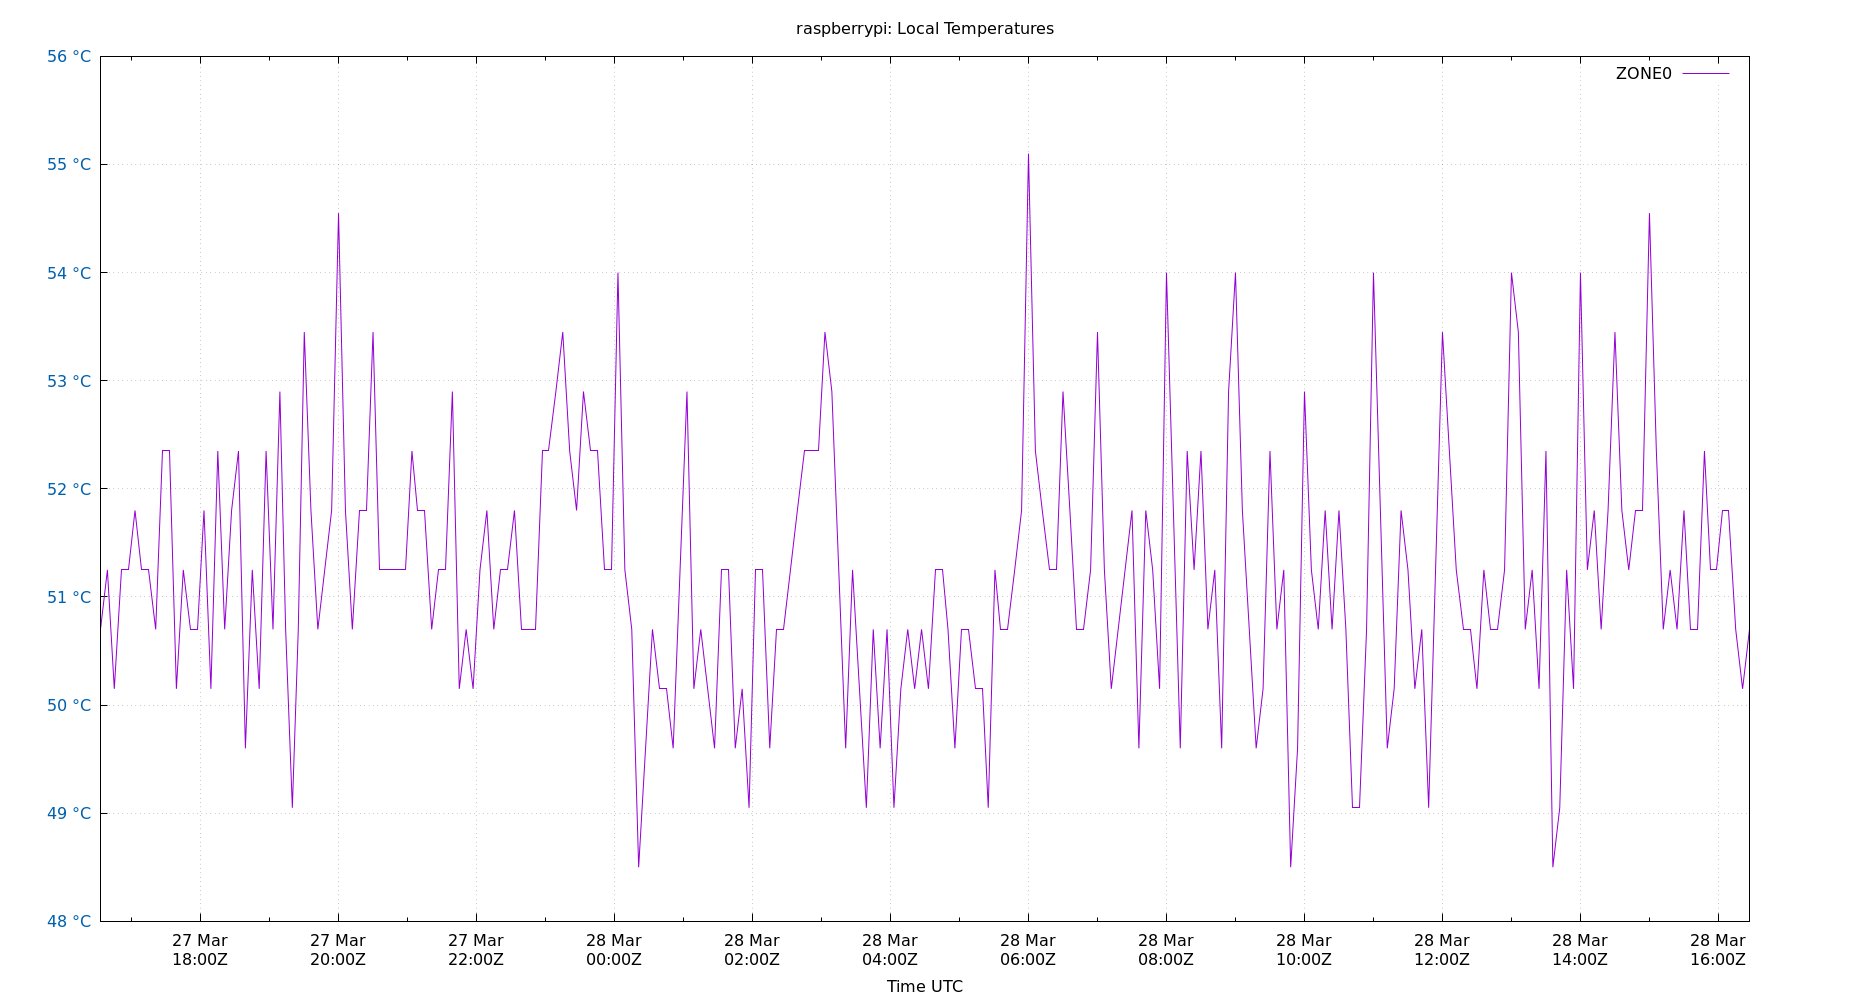 raspberrypi: Local Temperatures
ZONE0
56 °C
55 °C
54 °C
53 °C
52 °C
51 °C
50 °C
49 °C
48 °C
27 Mar 27 Mar 27 Mar 28 Mar 28 Mar 28 Mar 28 Mar 28 Mar 28 Mar 28 Mar 28 Mar 28 Mar
18:00Z 20:00Z 22:00Z 00:00Z 02:00Z 04:00Z 06:00Z 08:00Z 10:00Z 12:00Z 14:00Z 16:00Z
Time UTC